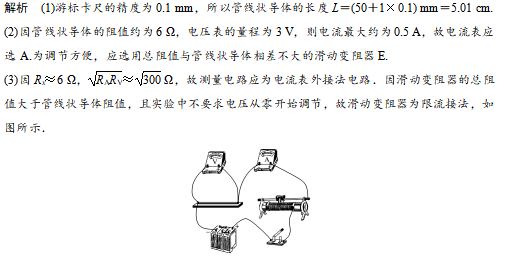 解析 (1)游标卡尺的精度为 0.1 mm，所以管线状导体的长度 L＝(50＋1×0.1) mm＝5.01 cm.
(2)因管线状导体的阻值约为 6 Ω，电压表的量程为 3 V，则电流最大约为 0.5 A，故电流表应
选 A.为调节方便，应选用总阻值与管线状导体相差不大的滑动变阻器 E.
(3)因 Rₓ≈6 Ω，√RARV≈√300 Ω，故测量电路应为电流表外接法电路．因滑动变阻器的总阻
值大于管线状导体阻值，且实验中不要求电压从零开始调节，故滑动变阻器为限流接法，如
图所示．
V
A